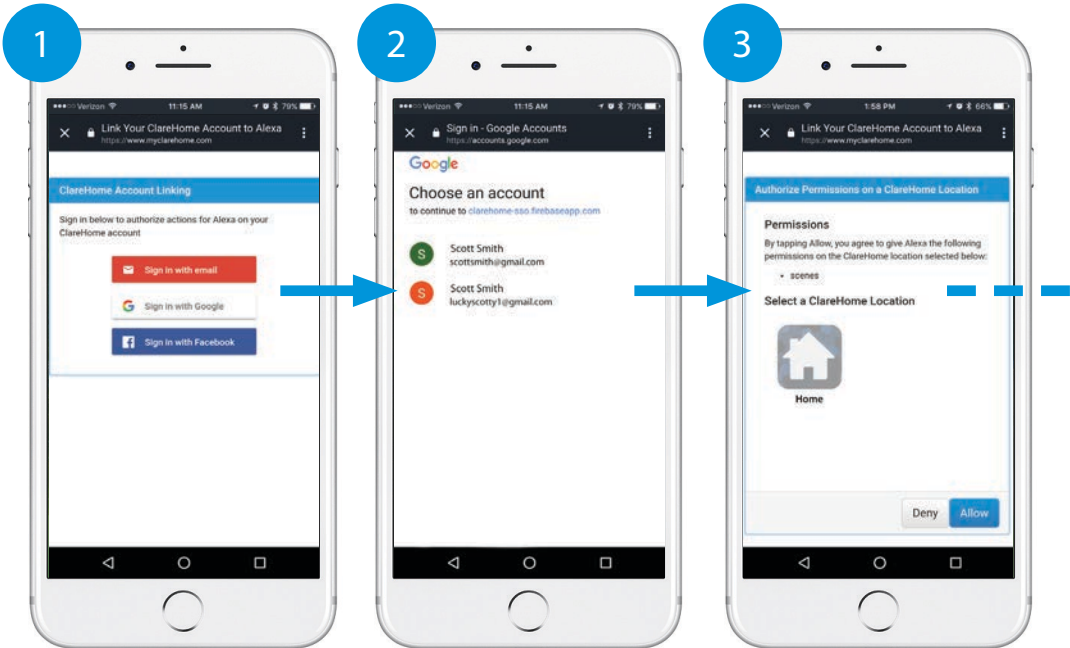 1
Verizon 11:15 AM 79%
Link Your ClareHome Account to Alexa
https://www.myclarehome.com
ClareHome Account Linking
Sign in below to authorize actions for Alexa on your
ClareHome account
Sign in with email
G Sign in with Google
f Sign in with Facebook
2
Verizon 11:15 AM 79%
Sign in - Google Accounts
https://accounts.google.com
Google
Choose an account
to continue to clarehome-sso.firebaseapp.com
S
Scott Smith
scottsmith@gmail.com
S
Scott Smith
luckyscotty1@gmail.com
3
Verizon 1:58 PM 66%
Link Your ClareHome Account to Alexa
https://www.myclarehome.com
Authorize Permissions on a ClareHome Location
Permissions
By tapping Allow, you agree to give Alexa the following
permissions on the ClareHome location selected below:
• scenes
Select a ClareHome Location
Home
Deny Allow